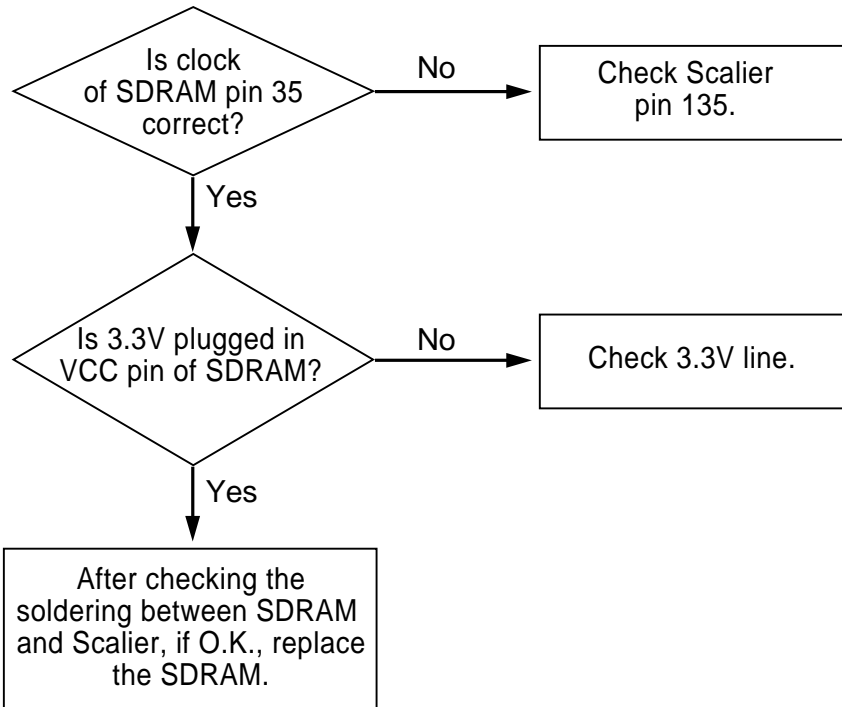 Is clock
of SDRAM pin 35
correct?
No
Check Scalier
pin 135.
Yes
Is 3.3V plugged in
VCC pin of SDRAM?
No
Check 3.3V line.
Yes
After checking the
soldering between SDRAM
and Scalier, if O.K., replace
the SDRAM.